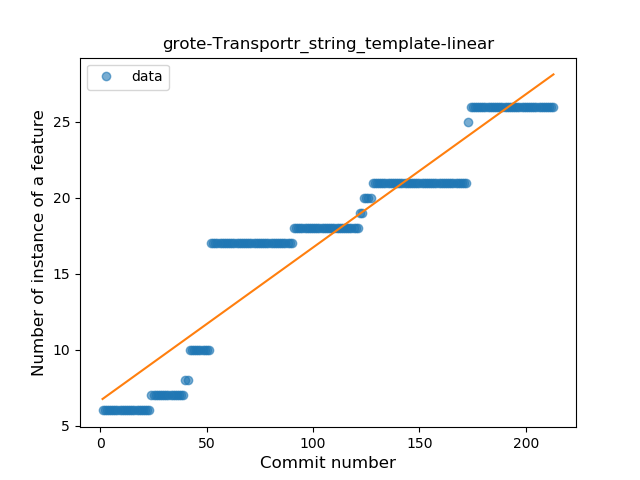 grote-Transportr_string_template-linear
data
Number of instance of a feature
25
20
15
10
5
0
50
100
150
200
Commit number